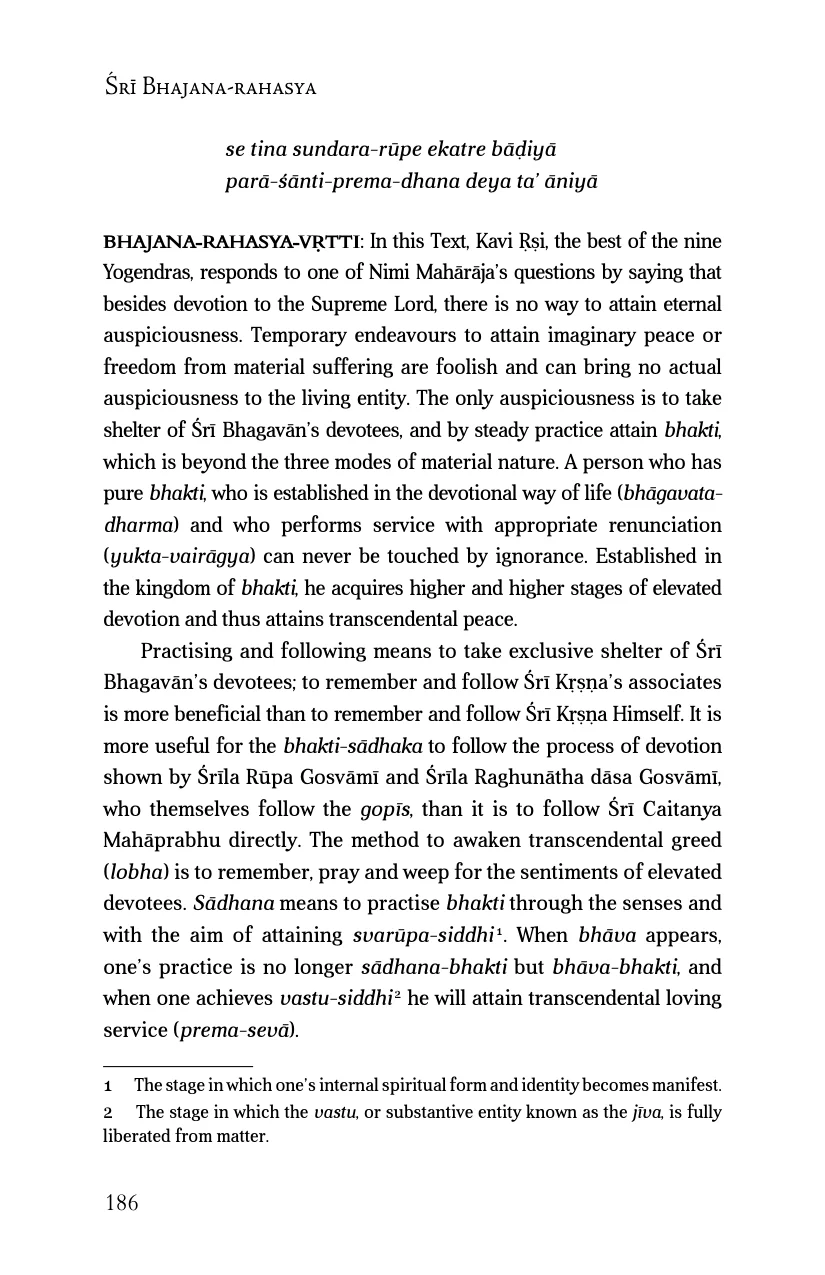 Śrī Bhajana-rahasya
se tina sundara-rūpe ekatre bāḍiyā
parā-śānti-prema-dhana deya ta’ āniyā
BHAJANA-RAHASYA-VṚTTI: In this Text, Kavi Ṛṣi, the best of the nine
Yogendras, responds to one of Nimi Mahārāja’s questions by saying that
besides devotion to the Supreme Lord, there is no way to attain eternal
auspiciousness. Temporary endeavours to attain imaginary peace or
freedom from material suffering are foolish and can bring no actual
auspiciousness to the living entity. The only auspiciousness is to take
shelter of Śrī Bhagavān’s devotees, and by steady practice attain bhakti,
which is beyond the three modes of material nature. A person who has
pure bhakti, who is established in the devotional way of life (bhāgavata-
dharma) and who performs service with appropriate renunciation
(yukta-vairāgya) can never be touched by ignorance. Established in
the kingdom of bhakti, he acquires higher and higher stages of elevated
devotion and thus attains transcendental peace.
Practising and following means to take exclusive shelter of Śrī
Bhagavān’s devotees; to remember and follow Śrī Kṛṣṇa’s associates
is more beneficial than to remember and follow Śrī Kṛṣṇa Himself. It is
more useful for the bhakti-sādhaka to follow the process of devotion
shown by Śrīla Rūpa Gosvāmī and Śrīla Raghunātha dāsa Gosvāmī,
who themselves follow the gopīs, than it is to follow Śrī Caitanya
Mahāprabhu directly. The method to awaken transcendental greed
(lobha) is to remember, pray and weep for the sentiments of elevated
devotees. Sādhana means to practise bhakti through the senses and
with the aim of attaining svarūpa-siddhi¹. When bhāva appears,
one’s practice is no longer sādhana-bhakti but bhāva-bhakti, and
when one achieves vastu-siddhi² he will attain transcendental loving
service (prema-sevā).
1 The stage in which one’s internal spiritual form and identity becomes manifest.
2 The stage in which the vastu, or substantive entity known as the jīva, is fully
liberated from matter.
186